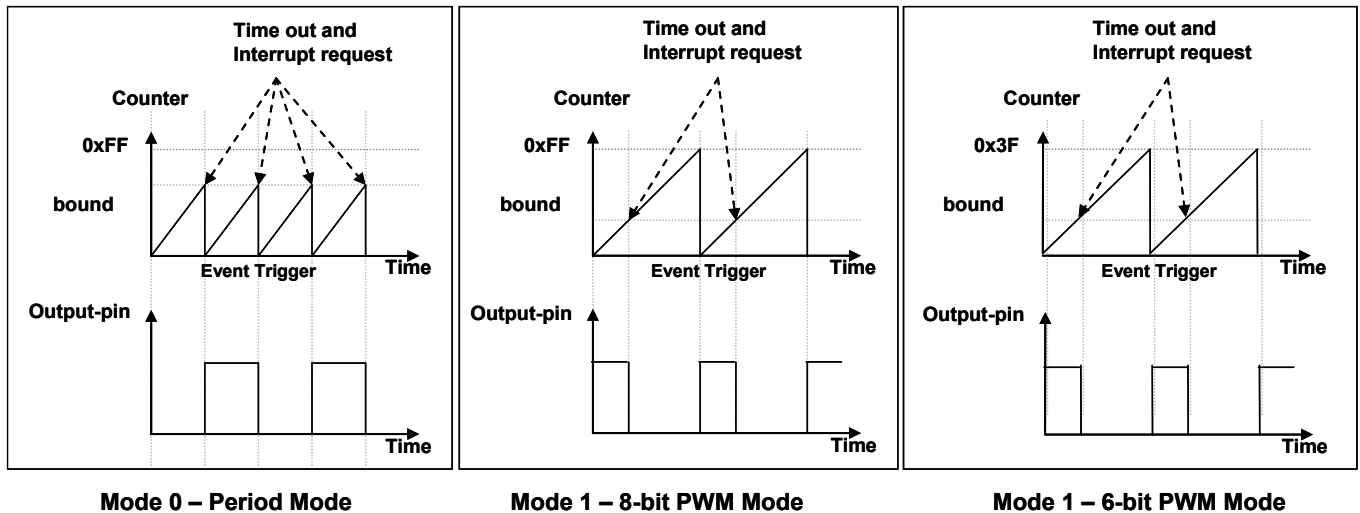 Time out and
Interrupt request
Counter
0xFF
bound
Event Trigger
Time
Output-pin
Time
Mode 0 – Period Mode
Time out and
Interrupt request
Counter
0xFF
bound
Event Trigger
Time
Output-pin
Time
Mode 1 – 8-bit PWM Mode
Time out and
Interrupt request
Counter
0x3F
bound
Event Trigger
Time
Output-pin
Time
Mode 1 – 6-bit PWM Mode